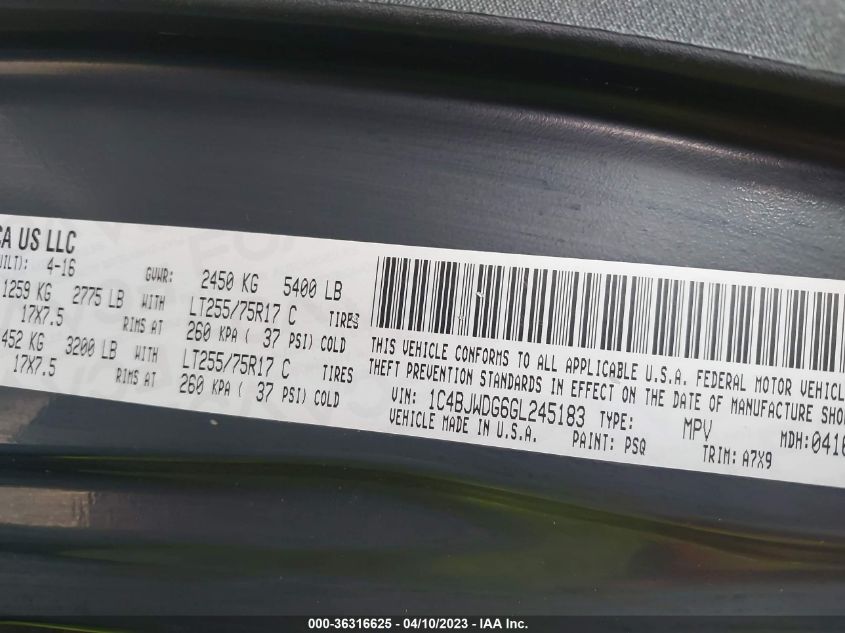 CA US LLC
4-16 GVWR: 2450 KG 5400 LB
1259 KG 2775 LB WITH LT255/75R17 C TIRES
17X7.5 RIMS AT 260 KPA ( 37 PSI) COLD
452 KG 3200 LB WITH LT255/75R17 C TIRES
17X7.5 RIMS AT 260 KPA ( 37 PSI) COLD
THIS VEHICLE CONFORMS TO ALL APPLICABLE U.S.A. FEDERAL MOTOR VEHICL
THEFT PREVENTION STANDARDS IN EFFECT ON THE DATE OF MANUFACTURE SHO
VIN: 1C4BJWDG6GL245183 TYPE: MPV MDH:0416
VEHICLE MADE IN U.S.A. PAINT: PSQ TRIM: A7X9
000-36316625 - 04/10/2023 - IAA Inc.